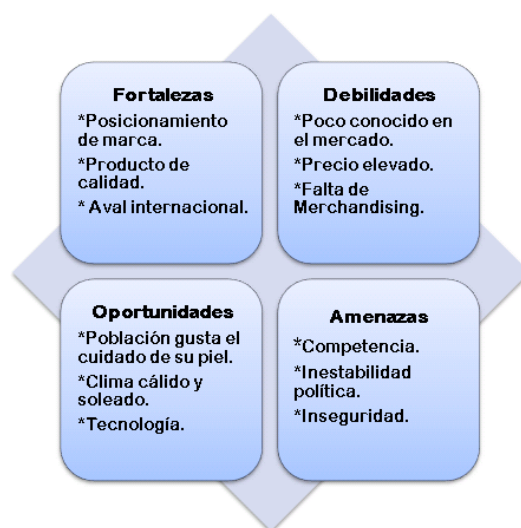 Fortalezas
*Posicionamiento
de marca.
*Producto de
calidad.
* Aval internacional.
Debilidades
*Poco conocido en
el mercado.
*Precio elevado.
*Falta de
Merchandising.
Oportunidades
*Población gusta el
cuidado de su piel.
*Clima cálido y
soleado.
*Tecnología.
Amenazas
*Competencia.
*Inestabilidad
política.
*Inseguridad.